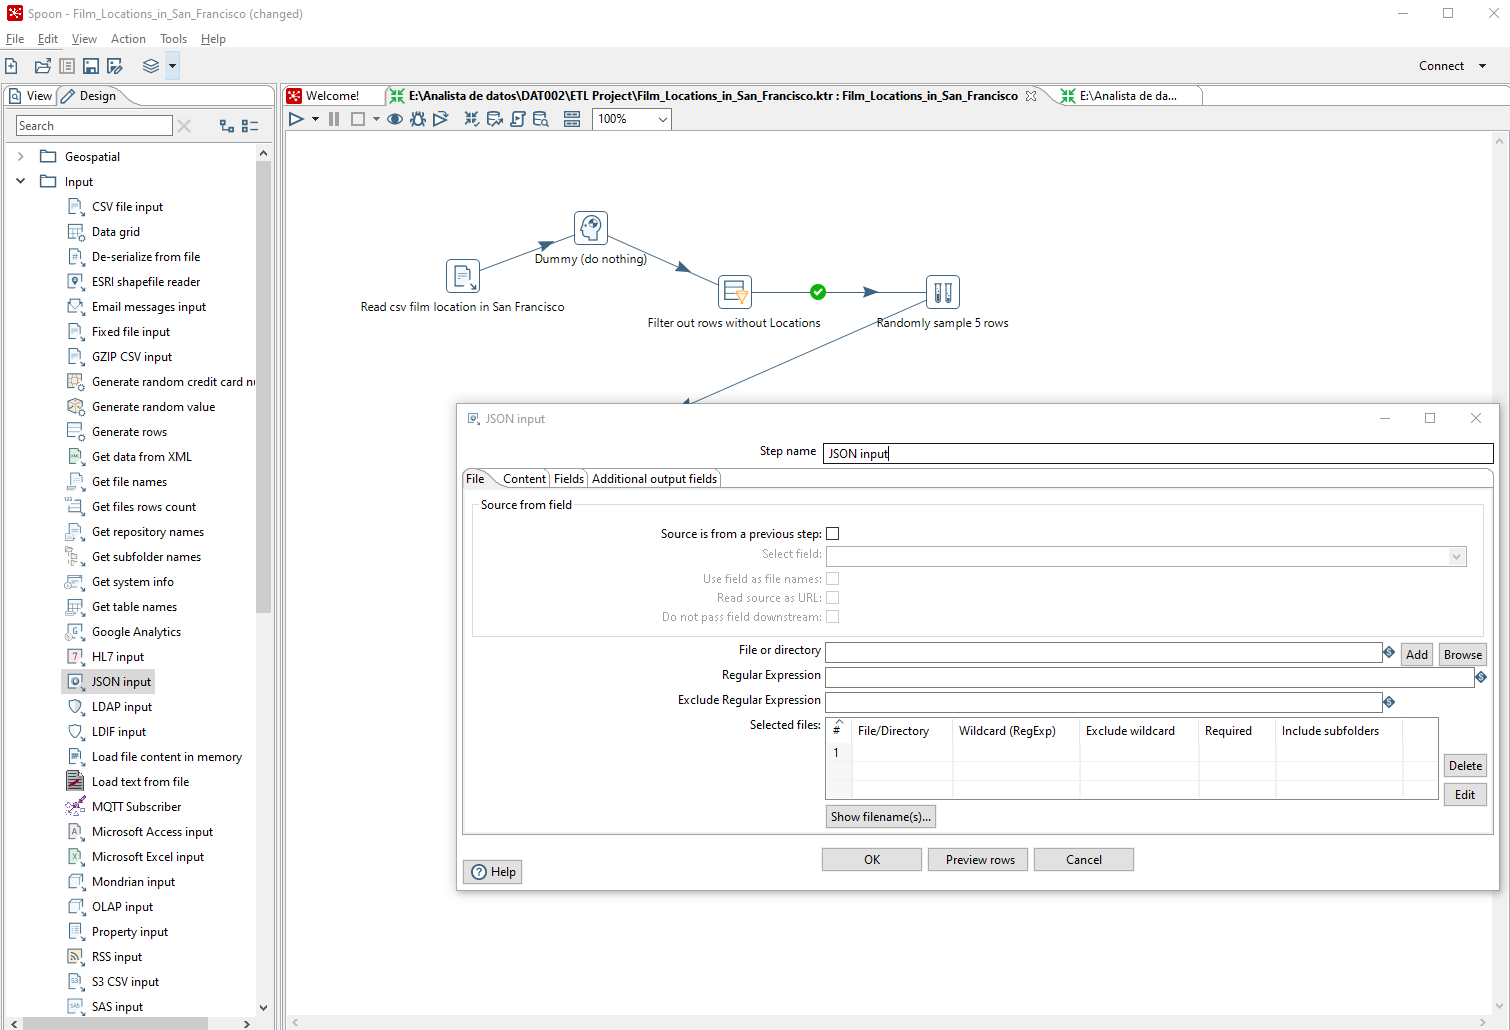 Spoon - Film_Locations_in_San_Francisco (changed)
File Edit View Action Tools Help
Connect
View Design
Welcome! E:\Analista de datos\DAT002\ETL Project\Film_Locations_in_San_Francisco.ktr : Film_Locations_in_San_Francisco E:\Analista de da...
Search
100%
Geospatial
Input
CSV file input
Data grid
De-serialize from file
ESRI shapefile reader
Email messages input
Fixed file input
GZIP CSV input
Generate random credit card nu
Generate random value
Generate rows
Get data from XML
Get file names
Get files rows count
Get repository names
Get subfolder names
Get system info
Get table names
Google Analytics
HL7 input
JSON input
LDAP input
LDIF input
Load file content in memory
Load text from file
MQTT Subscriber
Microsoft Access input
Microsoft Excel input
Mondrian input
OLAP input
Property input
RSS input
S3 CSV input
SAS input
Dummy (do nothing)
Read csv film location in San Francisco
Filter out rows without Locations
Randomly sample 5 rows
JSON input
Step name JSON input
File Content Fields Additional output fields
Source from field
Source is from a previous step:
Select field:
Use field as file names:
Read source as URL:
Do not pass field downstream:
File or directory Add Browse
Regular Expression
Exclude Regular Expression
Selected files: # File/Directory Wildcard (RegExp) Exclude wildcard Required Include subfolders
1
Delete
Edit
Show filename(s)...
OK Preview rows Cancel
Help